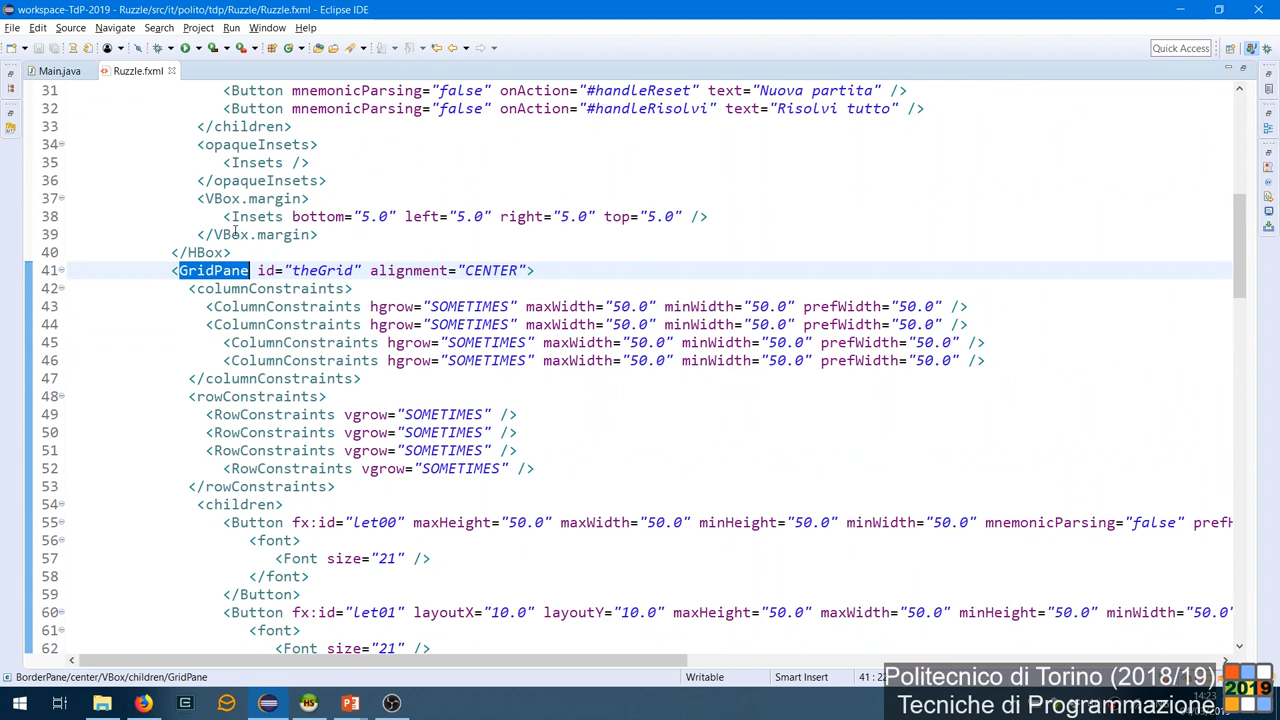 workspace-TdP-2019 - Ruzzle/src/it/polito/tdp/Ruzzle/Ruzzle.fxml - Eclipse IDE
File Edit Source Navigate Search Project Run Window Help
Quick Access
Main.java Ruzzle.fxml
31 <Button mnemonicParsing="false" onAction="#handleReset" text="Nuova partita" />
32 <Button mnemonicParsing="false" onAction="#handleRisolvi" text="Risolvi tutto" />
33 </children>
34 <opaqueInsets>
35 <Insets />
36 </opaqueInsets>
37 <VBox.margin>
38 <Insets bottom="5.0" left="5.0" right="5.0" top="5.0" />
39 </VBox.margin>
40 </HBox>
41 <GridPane id="theGrid" alignment="CENTER">
42 <columnConstraints>
43 <ColumnConstraints hgrow="SOMETIMES" maxWidth="50.0" minWidth="50.0" prefWidth="50.0" />
44 <ColumnConstraints hgrow="SOMETIMES" maxWidth="50.0" minWidth="50.0" prefWidth="50.0" />
45 <ColumnConstraints hgrow="SOMETIMES" maxWidth="50.0" minWidth="50.0" prefWidth="50.0" />
46 <ColumnConstraints hgrow="SOMETIMES" maxWidth="50.0" minWidth="50.0" prefWidth="50.0" />
47 </columnConstraints>
48 <rowConstraints>
49 <RowConstraints vgrow="SOMETIMES" />
50 <RowConstraints vgrow="SOMETIMES" />
51 <RowConstraints vgrow="SOMETIMES" />
52 <RowConstraints vgrow="SOMETIMES" />
53 </rowConstraints>
54 <children>
55 <Button fx:id="let00" maxHeight="50.0" maxWidth="50.0" minHeight="50.0" minWidth="50.0" mnemonicParsing="false" prefH
56 <font>
57 <Font size="21" />
58 </font>
59 </Button>
60 <Button fx:id="let01" layoutX="10.0" layoutY="10.0" maxHeight="50.0" maxWidth="50.0" minHeight="50.0" minWidth="50.0"
61 <font>
62 <Font size="21" />
BorderPane/center/VBox/children/GridPane Writable Smart Insert
Politecnico di Torino (2018/19)
Tecniche di Programmazione
2019
14:23